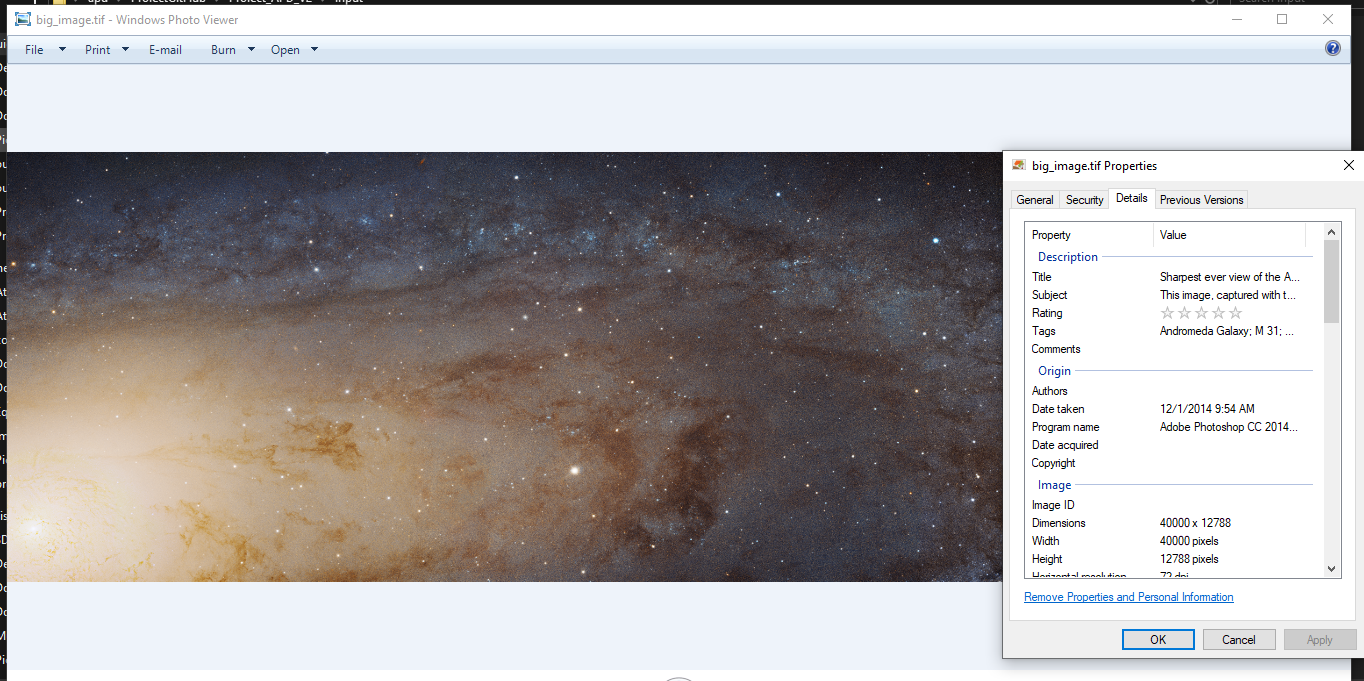 big_image.tif - Windows Photo Viewer
File Print E-mail Burn Open
big_image.tif Properties
General Security Details Previous Versions
Property Value
Description
Title Sharpest ever view of the A...
Subject This image, captured with t...
Rating
Tags Andromeda Galaxy; M 31; ...
Comments
Origin
Authors
Date taken 12/1/2014 9:54 AM
Program name Adobe Photoshop CC 2014...
Date acquired
Copyright
Image
Image ID
Dimensions 40000 x 12788
Width 40000 pixels
Height 12788 pixels
Horizontal resolution 72 dpi
Remove Properties and Personal Information
OK Cancel Apply